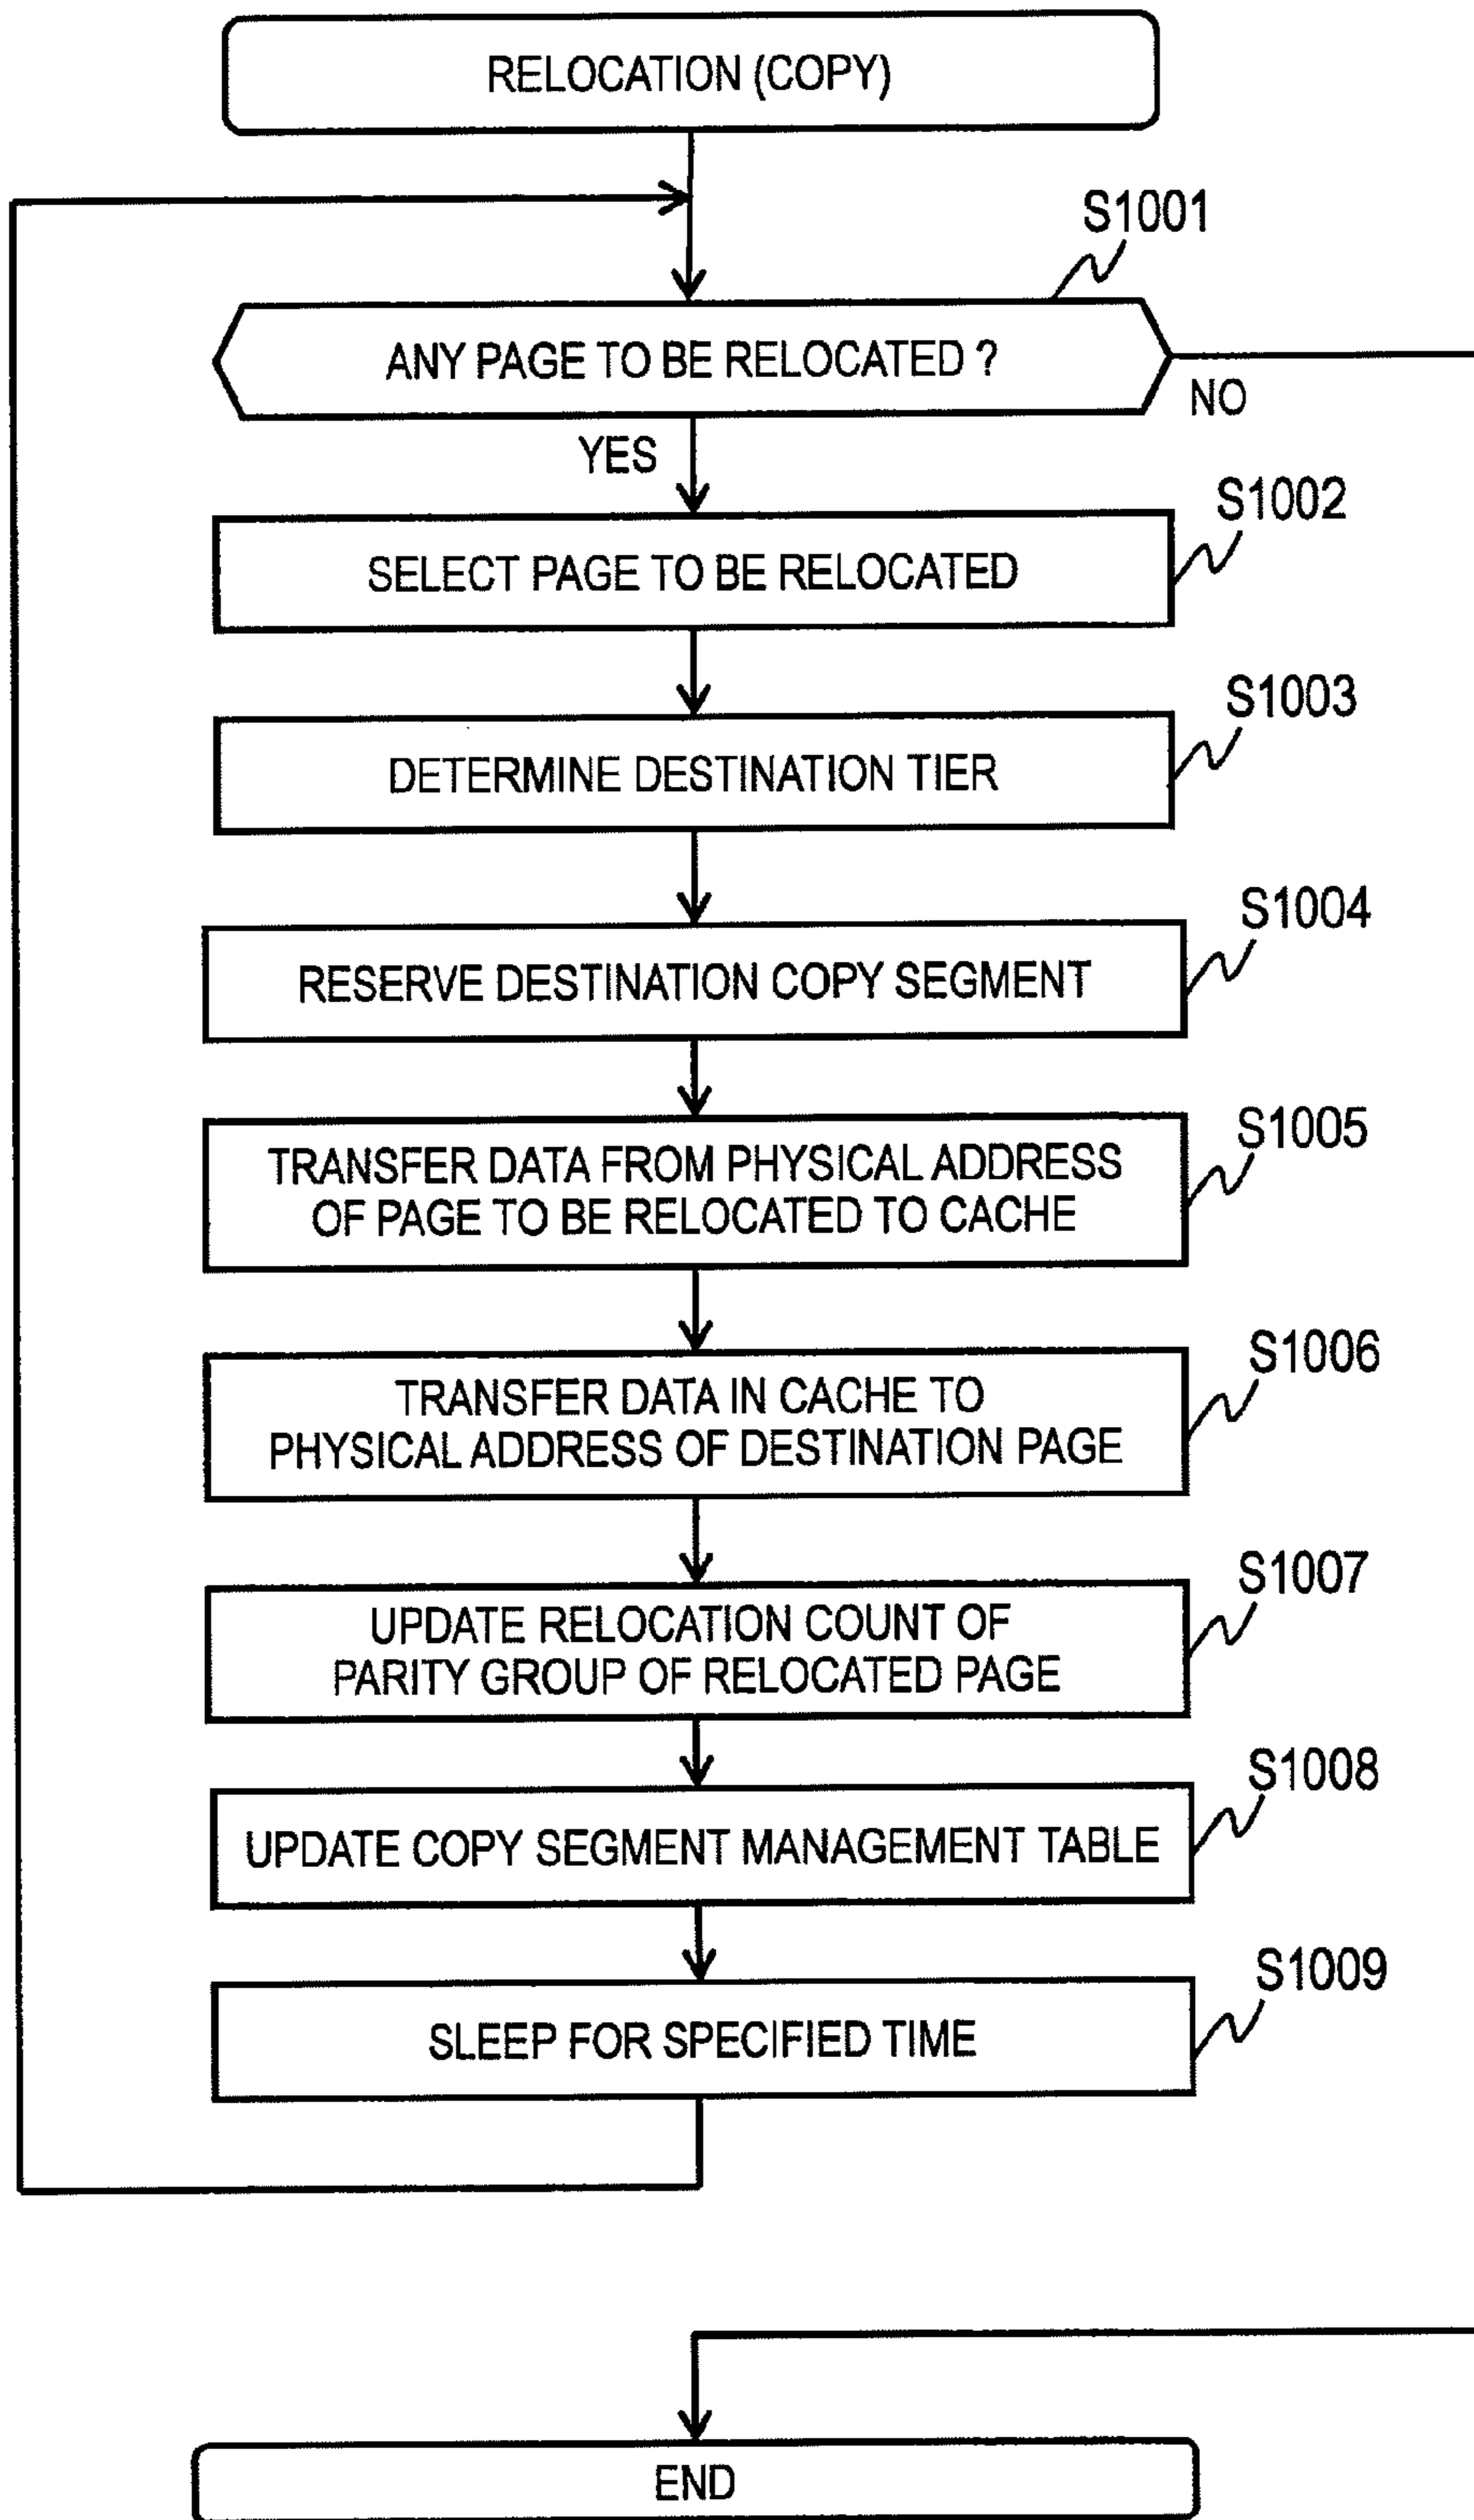 RELOCATION (COPY)
S1001
ANY PAGE TO BE RELOCATED ?
NO
YES
S1002
SELECT PAGE TO BE RELOCATED
S1003
DETERMINE DESTINATION TIER
S1004
RESERVE DESTINATION COPY SEGMENT
S1005
TRANSFER DATA FROM PHYSICAL ADDRESS
OF PAGE TO BE RELOCATED TO CACHE
S1006
TRANSFER DATA IN CACHE TO
PHYSICAL ADDRESS OF DESTINATION PAGE
S1007
UPDATE RELOCATION COUNT OF
PARITY GROUP OF RELOCATED PAGE
S1008
UPDATE COPY SEGMENT MANAGEMENT TABLE
S1009
SLEEP FOR SPECIFIED TIME
END